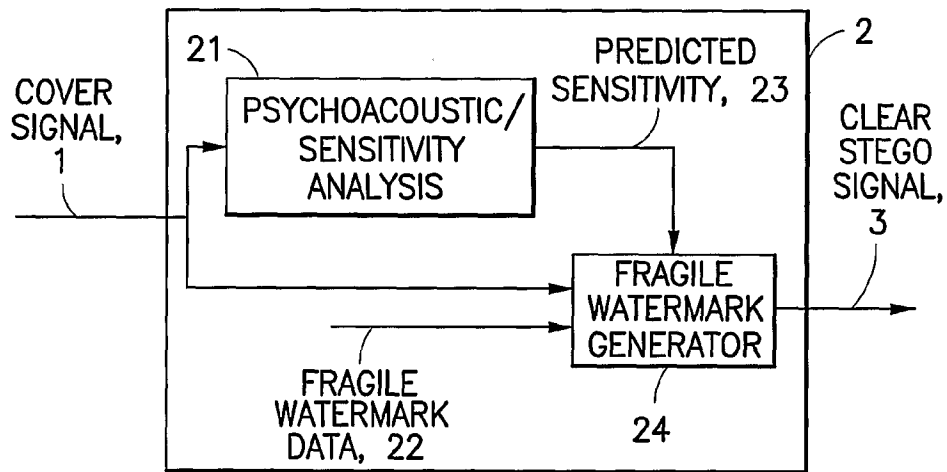 COVER
SIGNAL,
1
21
PSYCHOACOUSTIC/
SENSITIVITY
ANALYSIS
PREDICTED
SENSITIVITY, 23
2
CLEAR
STEGO
SIGNAL,
3
FRAGILE
WATERMARK
GENERATOR
24
FRAGILE
WATERMARK
DATA, 22